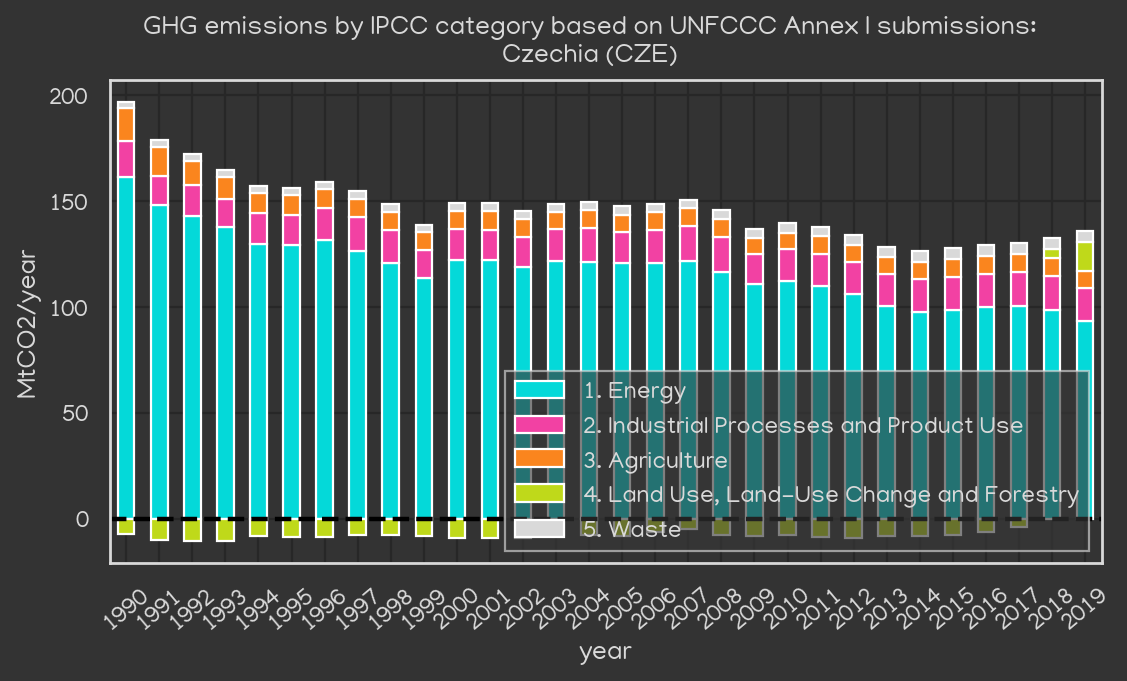 GHG emissions by IPCC category based on UNFCCC Annex I submissions:
Czechia (CZE)
MtCO2/year
200
150
100
50
0
1. Energy
2. Industrial Processes and Product Use
3. Agriculture
4. Land Use, Land-Use Change and Forestry
5. Waste
1990 1991 1992 1993 1994 1995 1996 1997 1998 1999 2000 2001 2002 2003 2004 2005 2006 2007 2008 2009 2010 2011 2012 2013 2014 2015 2016 2017 2018 2019
year